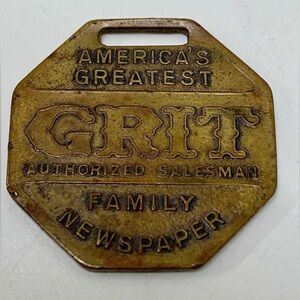 AMERICA'S
GREATEST
GRIT
AUTHORIZED SALESMAN
FAMILY
NEWSPAPER